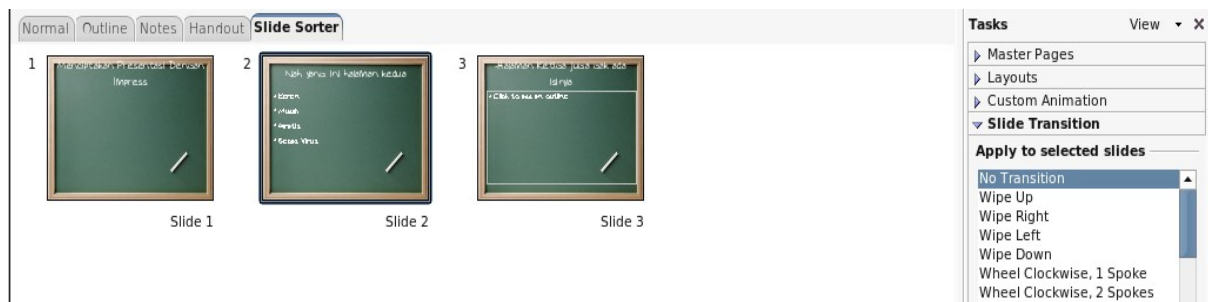 Normal Outline Notes Handout Slide Sorter
1
Menciptakan Presentasi Dengan
Impress
Slide 1
2
Nah yang ini halaman kedua
• Keren
• Mudah
• Gratis
• Bebas Virus
Slide 2
3
Halaman Ketiga juga gak ada
isinya
• Click to add an outline
Slide 3
Tasks View
Master Pages
Layouts
Custom Animation
Slide Transition
Apply to selected slides
No Transition
Wipe Up
Wipe Right
Wipe Left
Wipe Down
Wheel Clockwise, 1 Spoke
Wheel Clockwise, 2 Spokes